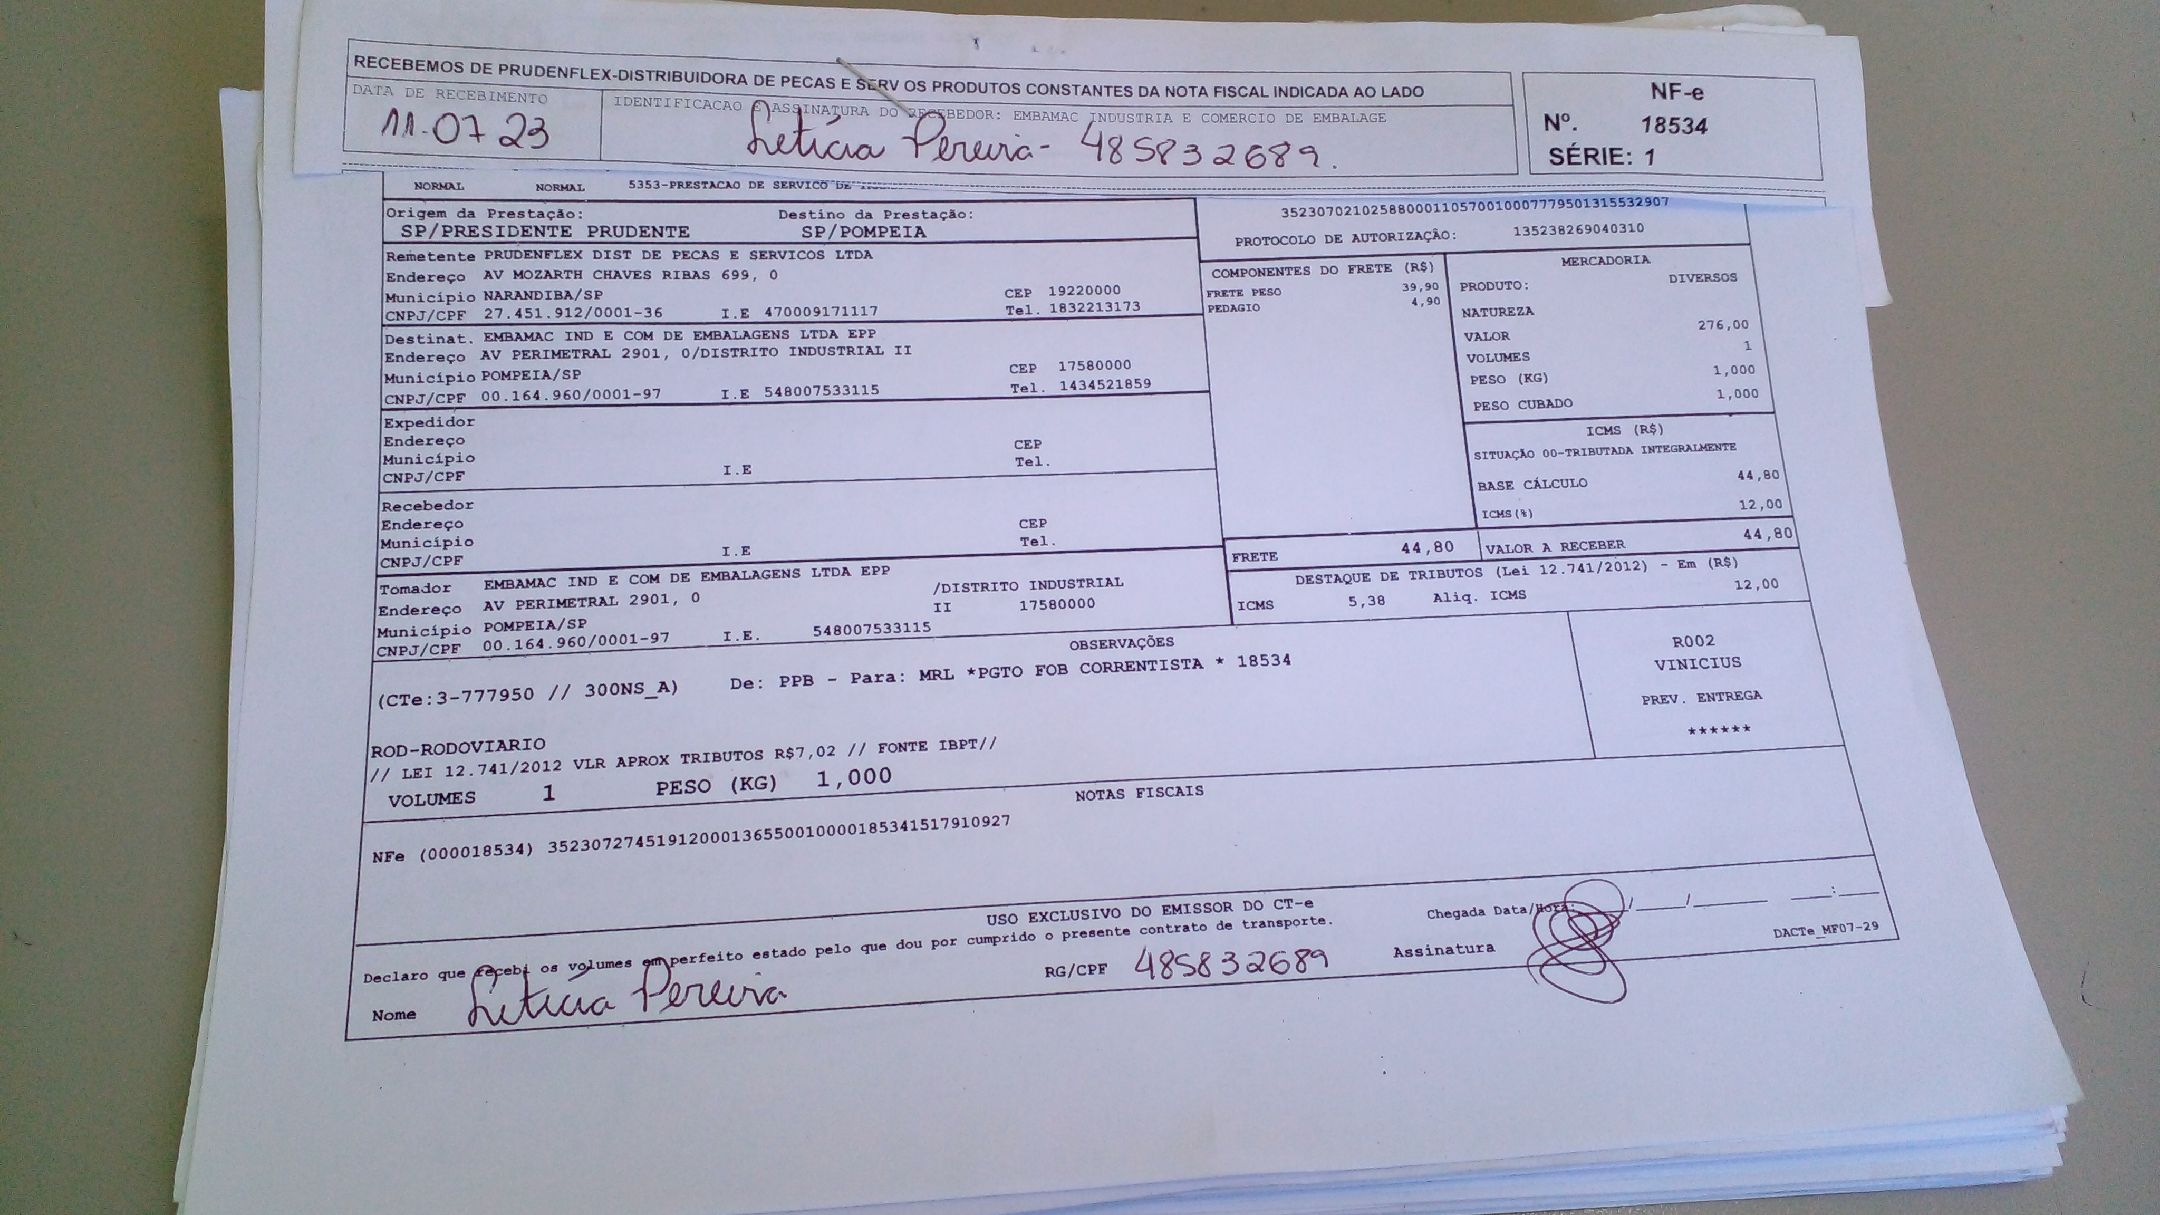 RECEBEMOS DE PRUDENFLEX-DISTRIBUIDORA DE PECAS E SERV OS PRODUTOS CONSTANTES DA NOTA FISCAL INDICADA AO LADO
DATA DE RECEBIMENTO
11-07 23
IDENTIFICACAO E ASSINATURA DO RECEBEDOR: EMBAMAC INDUSTRIA E COMERCIO DE EMBALAGE
Letícia Pereira - 485832689.
NF-e
Nº. 18534
SÉRIE: 1
NORMAL NORMAL 5353-PRESTACAO DE SERVICO DE
Origem da Prestação: Destino da Prestação:
SP/PRESIDENTE PRUDENTE SP/POMPEIA
35230702102588000110570010007779501315532907
PROTOCOLO DE AUTORIZAÇÃO: 135238269040310
Remetente PRUDENFLEX DIST DE PECAS E SERVICOS LTDA
Endereço AV MOZARTH CHAVES RIBAS 699, 0
Município NARANDIBA/SP CEP 19220000
CNPJ/CPF 27.451.912/0001-36 I.E 470009171117 Tel. 1832213173
Destinat. EMBAMAC IND E COM DE EMBALAGENS LTDA EPP
Endereço AV PERIMETRAL 2901, 0/DISTRITO INDUSTRIAL II
Município POMPEIA/SP CEP 17580000
CNPJ/CPF 00.164.960/0001-97 I.E 548007533115 Tel. 1434521859
Expedidor
Endereço
Município CEP
CNPJ/CPF I.E Tel.
Recebedor
Endereço
Município CEP
CNPJ/CPF I.E Tel.
Tomador EMBAMAC IND E COM DE EMBALAGENS LTDA EPP
Endereço AV PERIMETRAL 2901, 0 /DISTRITO INDUSTRIAL II 17580000
Município POMPEIA/SP
CNPJ/CPF 00.164.960/0001-97 I.E. 548007533115
COMPONENTES DO FRETE (R$)
FRETE PESO 39,90
PEDAGIO 4,90
MERCADORIA
PRODUTO: DIVERSOS
NATUREZA
VALOR 276,00
VOLUMES 1
PESO (KG) 1,000
PESO CUBADO 1,000
ICMS (R$)
SITUAÇÃO 00-TRIBUTADA INTEGRALMENTE
BASE CÁLCULO 44,80
ICMS(%) 12,00
FRETE 44,80 VALOR A RECEBER 44,80
DESTAQUE DE TRIBUTOS (Lei 12.741/2012) - Em (R$)
ICMS 5,38 Aliq. ICMS 12,00
OBSERVAÇÕES
(CTe:3-777950 // 300NS_A) De: PPB - Para: MRL *PGTO FOB CORRENTISTA * 18534
R002
VINICIUS
PREV. ENTREGA
******
ROD-RODOVIARIO
// LEI 12.741/2012 VLR APROX TRIBUTOS R$7,02 // FONTE IBPT//
VOLUMES 1 PESO (KG) 1,000
NOTAS FISCAIS
NFe (000018534) 35230727451912000136550010000185341517910927
USO EXCLUSIVO DO EMISSOR DO CT-e
Declaro que recebi os volumes em perfeito estado pelo que dou por cumprido o presente contrato de transporte.
Chegada Data/Hora: / / :
Nome Letícia Pereira RG/CPF 485832689 Assinatura
DACTe_MF07-29